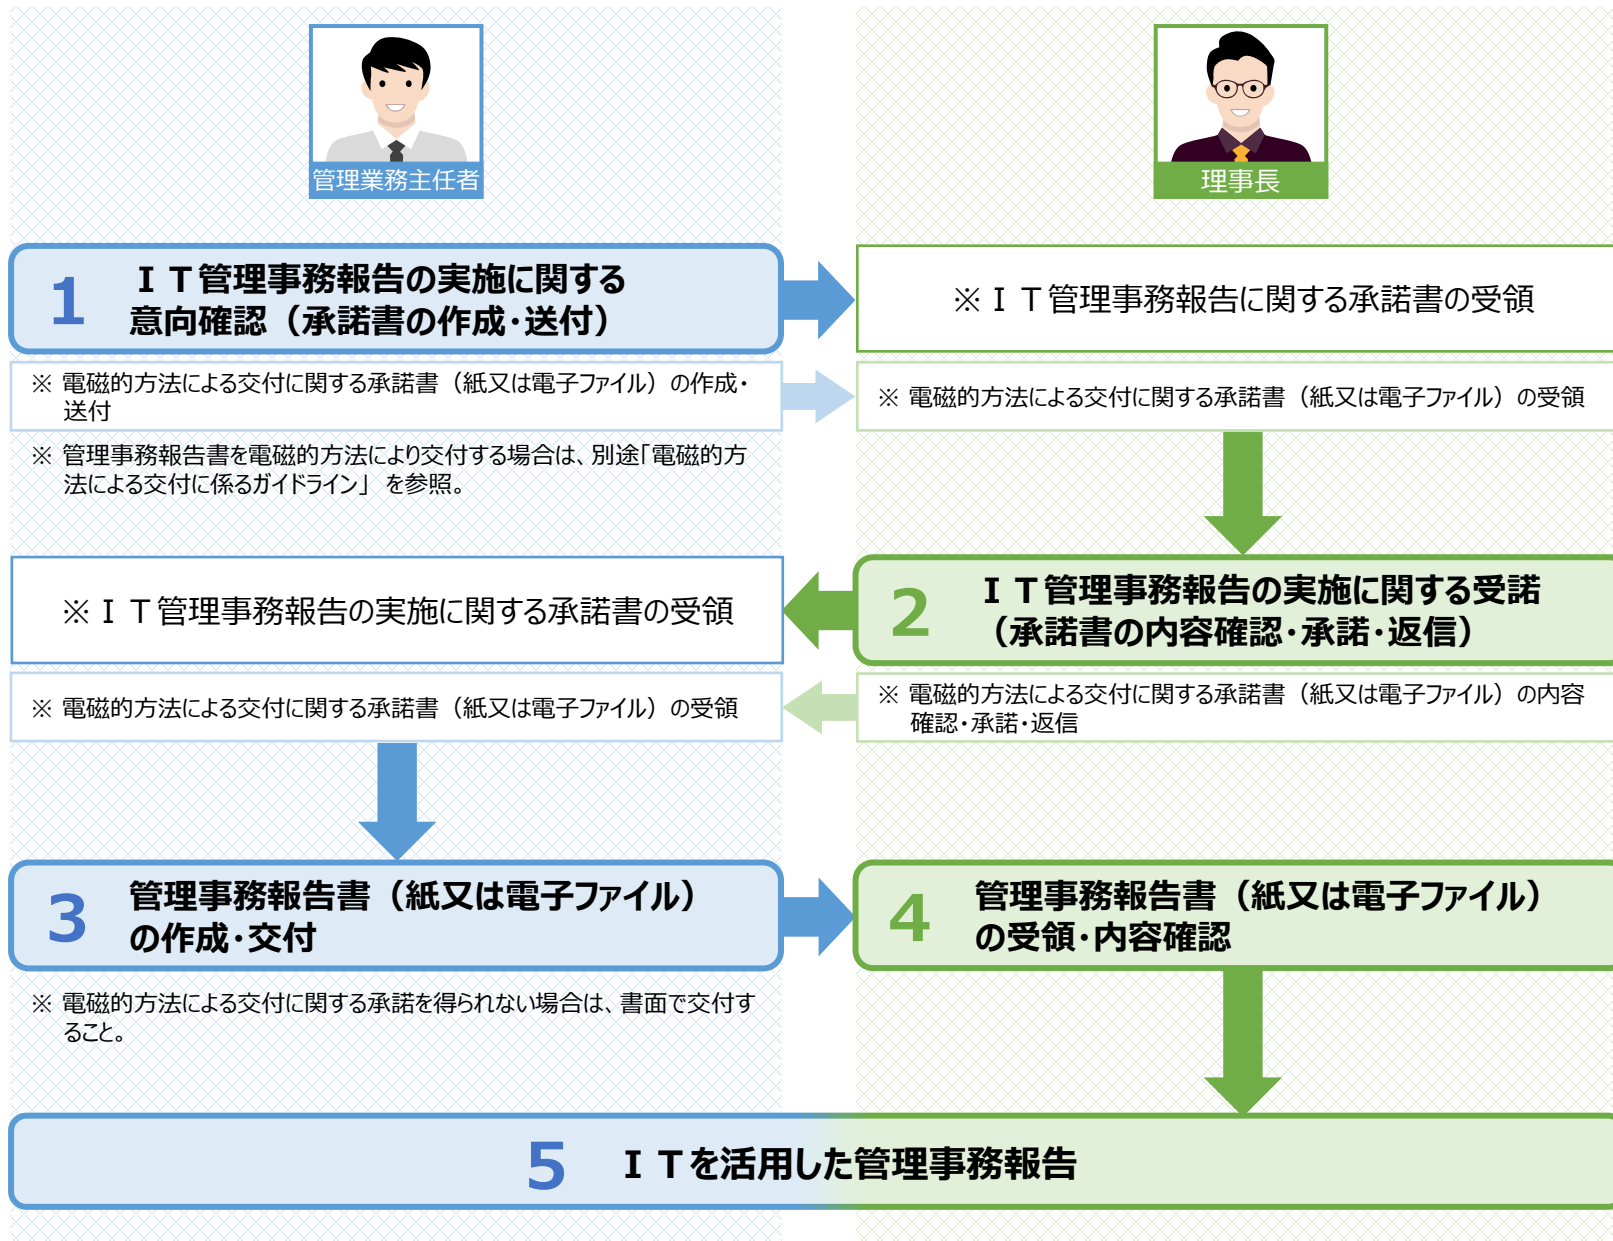 管理業務主任者
理事長
1
ＩＴ管理事務報告の実施に関する
意向確認（承諾書の作成・送付）
※ＩＴ管理事務報告に関する承諾書の受領
※ 電磁的方法による交付に関する承諾書（紙又は電子ファイル）の作成・
送付
※ 電磁的方法による交付に関する承諾書（紙又は電子ファイル）の受領
※ 管理事務報告書を電磁的方法により交付する場合は、別途「電磁的方
法による交付に係るガイドライン」 を参照。
※ＩＴ管理事務報告の実施に関する承諾書の受領
2
ＩＴ管理事務報告の実施に関する受諾
（承諾書の内容確認・承諾・返信）
※ 電磁的方法による交付に関する承諾書（紙又は電子ファイル）の受領
※ 電磁的方法による交付に関する承諾書（紙又は電子ファイル）の内容
確認・承諾・返信
3
管理事務報告書（紙又は電子ファイル）
の作成・交付
4
管理事務報告書（紙又は電子ファイル）
の受領・内容確認
※ 電磁的方法による交付に関する承諾を得られない場合は、書面で交付す
ること。
5
ＩＴを活用した管理事務報告